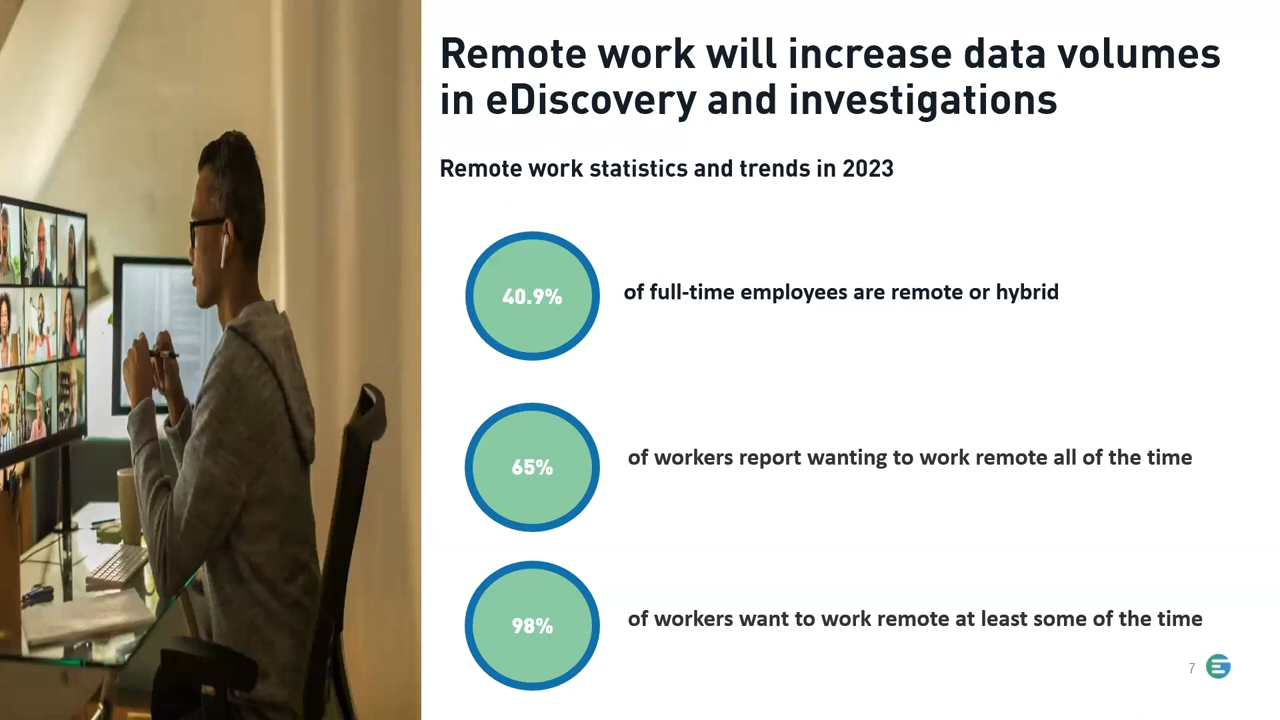 Remote work will increase data volumes
in eDiscovery and investigations
Remote work statistics and trends in 2023
40.9%
of full-time employees are remote or hybrid
65%
of workers report wanting to work remote all of the time
98%
of workers want to work remote at least some of the time
7